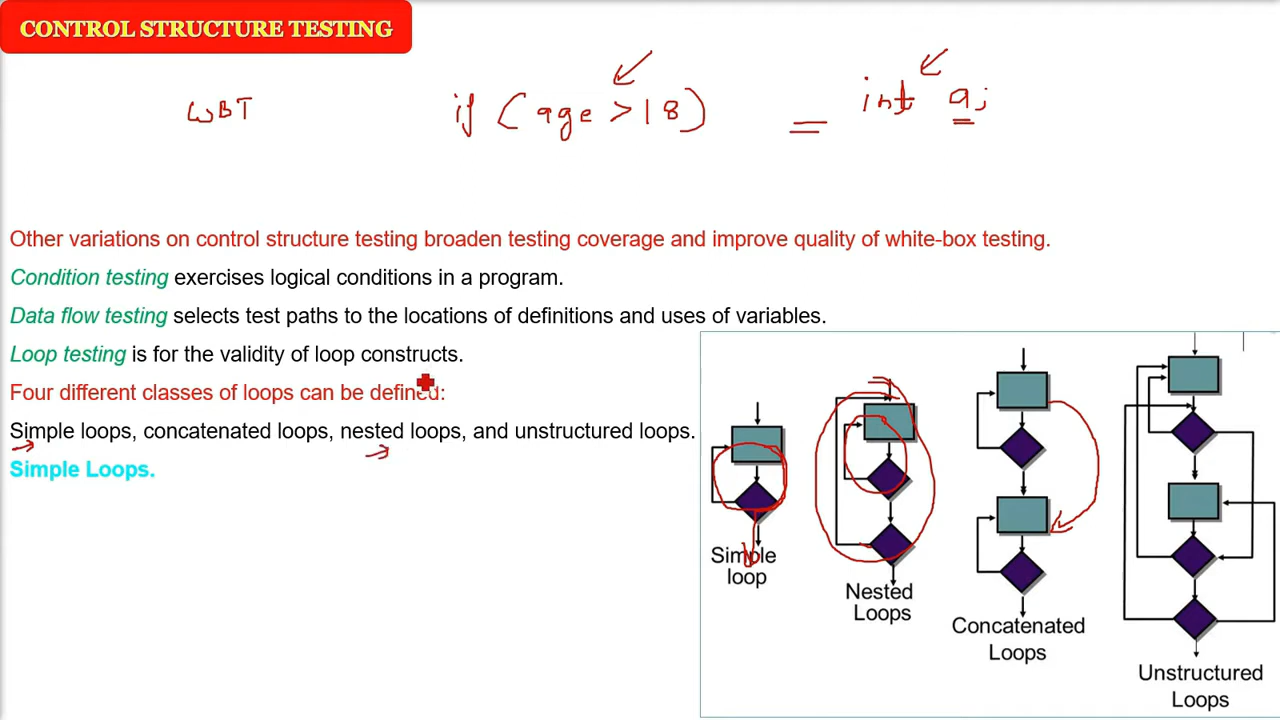 CONTROL STRUCTURE TESTING
WBT if (age >18) int a;
Other variations on control structure testing broaden testing coverage and improve quality of white-box testing.
Condition testing exercises logical conditions in a program.
Data flow testing selects test paths to the locations of definitions and uses of variables.
Loop testing is for the validity of loop constructs.
Four different classes of loops can be defined:
Simple loops, concatenated loops, nested loops, and unstructured loops.
Simple Loops.
Simple
loop
Nested
Loops
Concatenated
Loops
Unstructured
Loops